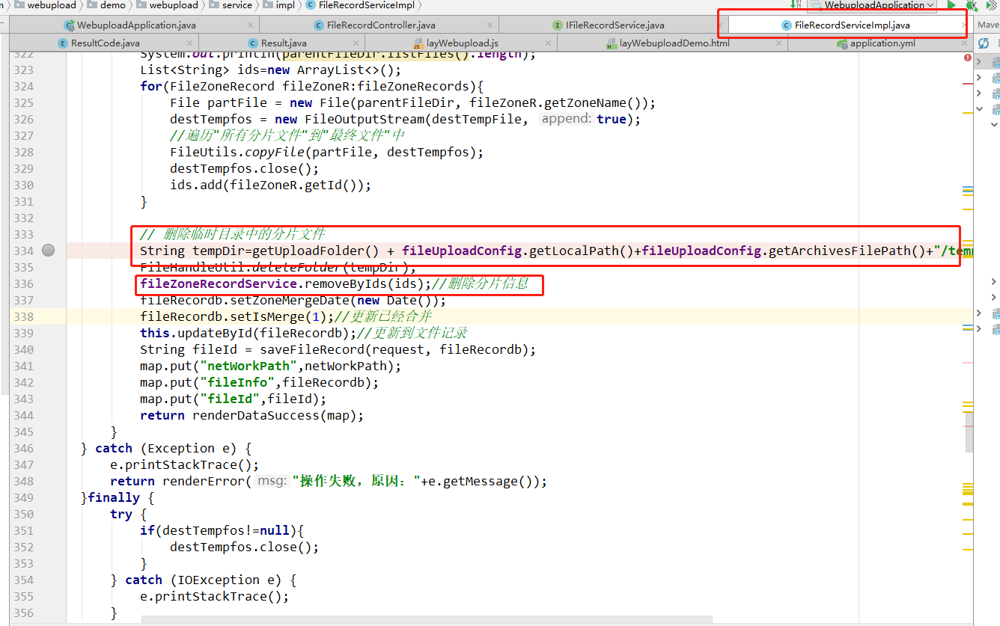 webupload demo webupload service impl FileRecordServiceImpl WebuploadApplication
WebuploadApplication.java FileRecordController.java IFileRecordService.java FileRecordServiceImpl.java Mave
ResultCode.java Result.java layWebupload.js layWebuploadDemo.html application.yml
322 System.out.println(parentFileDir.listFiles().length);
323 List<String> ids=new ArrayList<>();
324 for(FileZoneRecord fileZoneR:fileZoneRecords){
325 File partFile = new File(parentFileDir, fileZoneR.getZoneName());
326 destTempfos = new FileOutputStream(destTempFile, append: true);
327 //遍历"所有分片文件"到"最终文件"中
328 FileUtils.copyFile(partFile, destTempfos);
329 destTempfos.close();
330 ids.add(fileZoneR.getId());
331 }
332
333 // 删除临时目录中的分片文件
334 String tempDir=getUploadFolder() + fileUploadConfig.getLocalPath()+fileUploadConfig.getArchivesFilePath()+"/tem
335 FileHandleUtil.deleteFolder(tempDir);
336 fileZoneRecordService.removeByIds(ids);//删除分片信息
337 fileRecordb.setZoneMergeDate(new Date());
338 fileRecordb.setIsMerge(1);//更新已经合并
339 this.updateById(fileRecordb);//更新到文件记录
340 String fileId = saveFileRecord(request, fileRecordb);
341 map.put("netWorkPath",netWorkPath);
342 map.put("fileInfo",fileRecordb);
343 map.put("fileId",fileId);
344 return renderDataSuccess(map);
345 }
346 } catch (Exception e) {
347 e.printStackTrace();
348 return renderError( msg: "操作失败，原因："+e.getMessage());
349 }finally {
350 try {
351 if(destTempfos!=null){
352 destTempfos.close();
353 }
354 } catch (IOException e) {
355 e.printStackTrace();
356 }